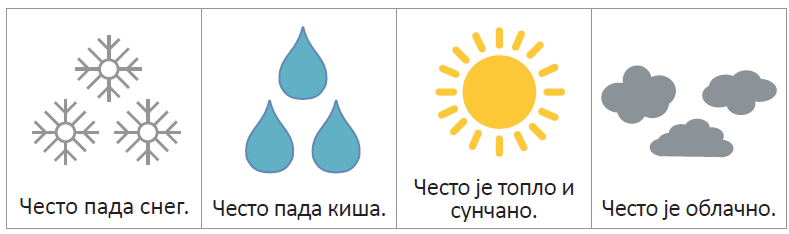 Често пада снег.
Често пада киша.
Често је топло и
сунчано.
Често је облачно.